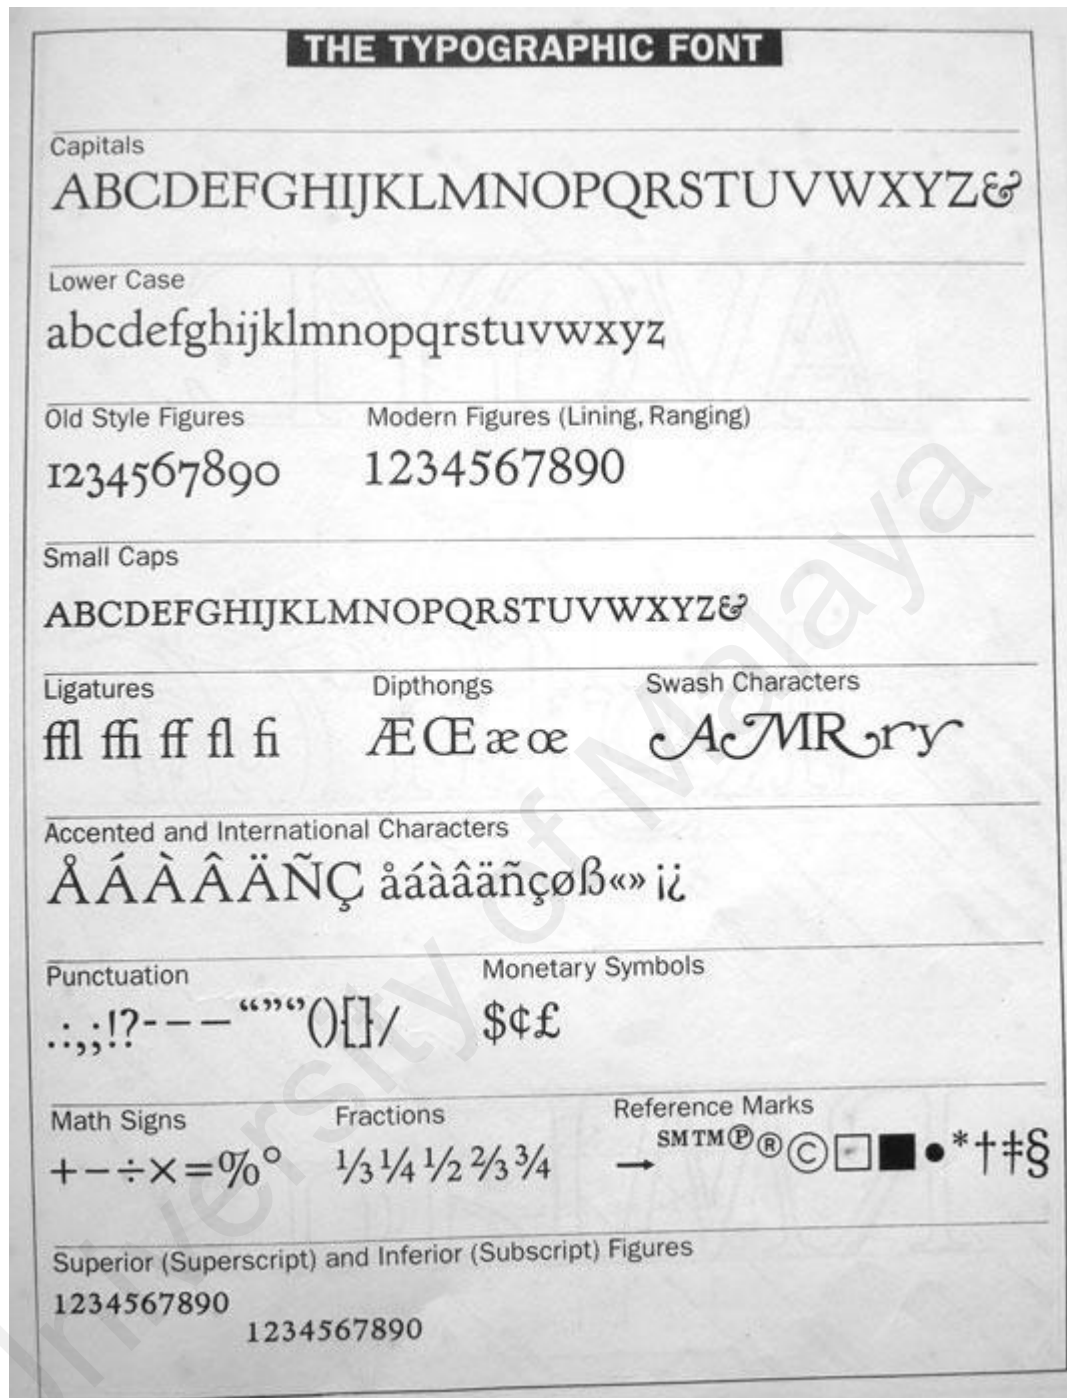 THE TYPOGRAPHIC FONT
Capitals
ABCDEFGHIJKLMNOPQRSTUVWXYZ&
Lower Case
abcdefghijklmnopqrstuvwxyz
Old Style Figures Modern Figures (Lining, Ranging)
1234567890 1234567890
Small Caps
ABCDEFGHIJKLMNOPQRSTUVWXYZ&
Ligatures Dipthongs Swash Characters
ffl ffi ff fl fi ÆŒæœ AMRry
Accented and International Characters
ÅÁÀÂÄÑÇ åáàâäñçøß«» ¡¿
Punctuation Monetary Symbols
.:,;!?-–—“”‘’(){[]}/ $¢£
Math Signs Fractions Reference Marks
+−÷×=%° ⅓¼½⅔¾ →SM TM℗®©□■●*†‡§
Superior (Superscript) and Inferior (Subscript) Figures
1234567890
1234567890
University of Malaya